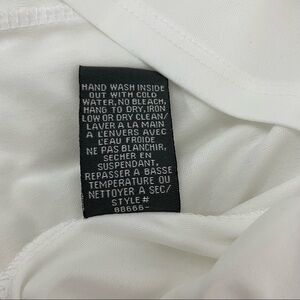 HAND WASH INSIDE
OUT WITH COLD
WATER, NO BLEACH,
HANG TO DRY, IRON
LOW OR DRY CLEAN/
LAVER A LA MAIN
A L'ENVERS AVEC
L'EAU FROIDE
NE PAS BLANCHIR,
SECHER EN
SUSPENDANT,
REPASSER A BASSE
TEMPERATURE OU
NETTOYER A SEC/
STYLE#
88666-